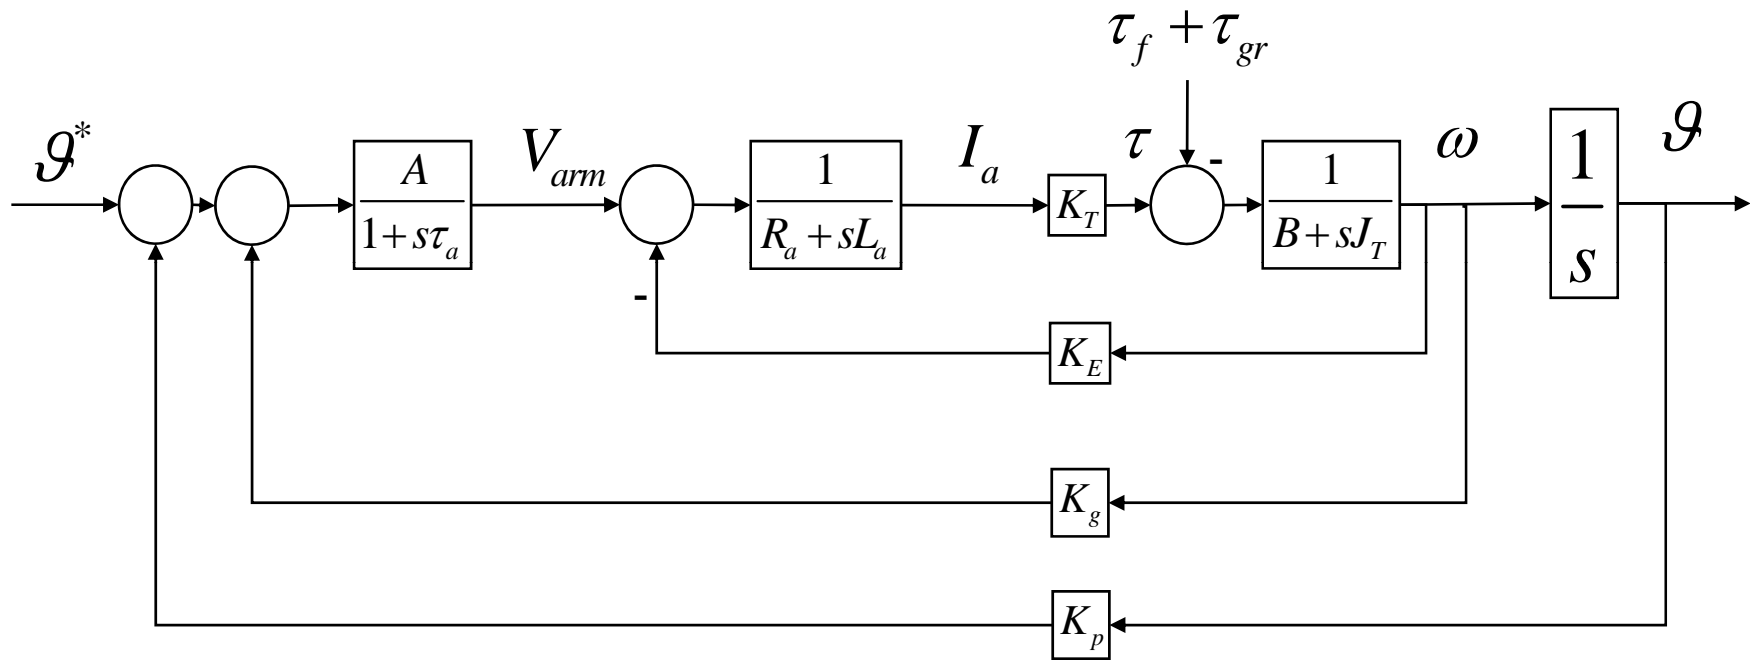 τ_f + τ_gr
ϑ*
A
1 + sτ_a
V_arm
1
R_a + sL_a
I_a
K_T
τ
-
1
B + sJ_T
ω
1
s
ϑ
-
K_E
K_g
K_p